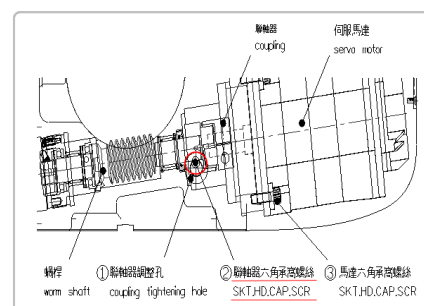 聯軸器
coupling
伺服馬達
servo motor
蝸桿
worm shaft
①聯軸器調整孔
coupling tightening hole
②聯軸器六角承窩螺絲
SKT,HD,CAP,SCR
③馬達六角承窩螺絲
SKT,HD,CAP,SCR